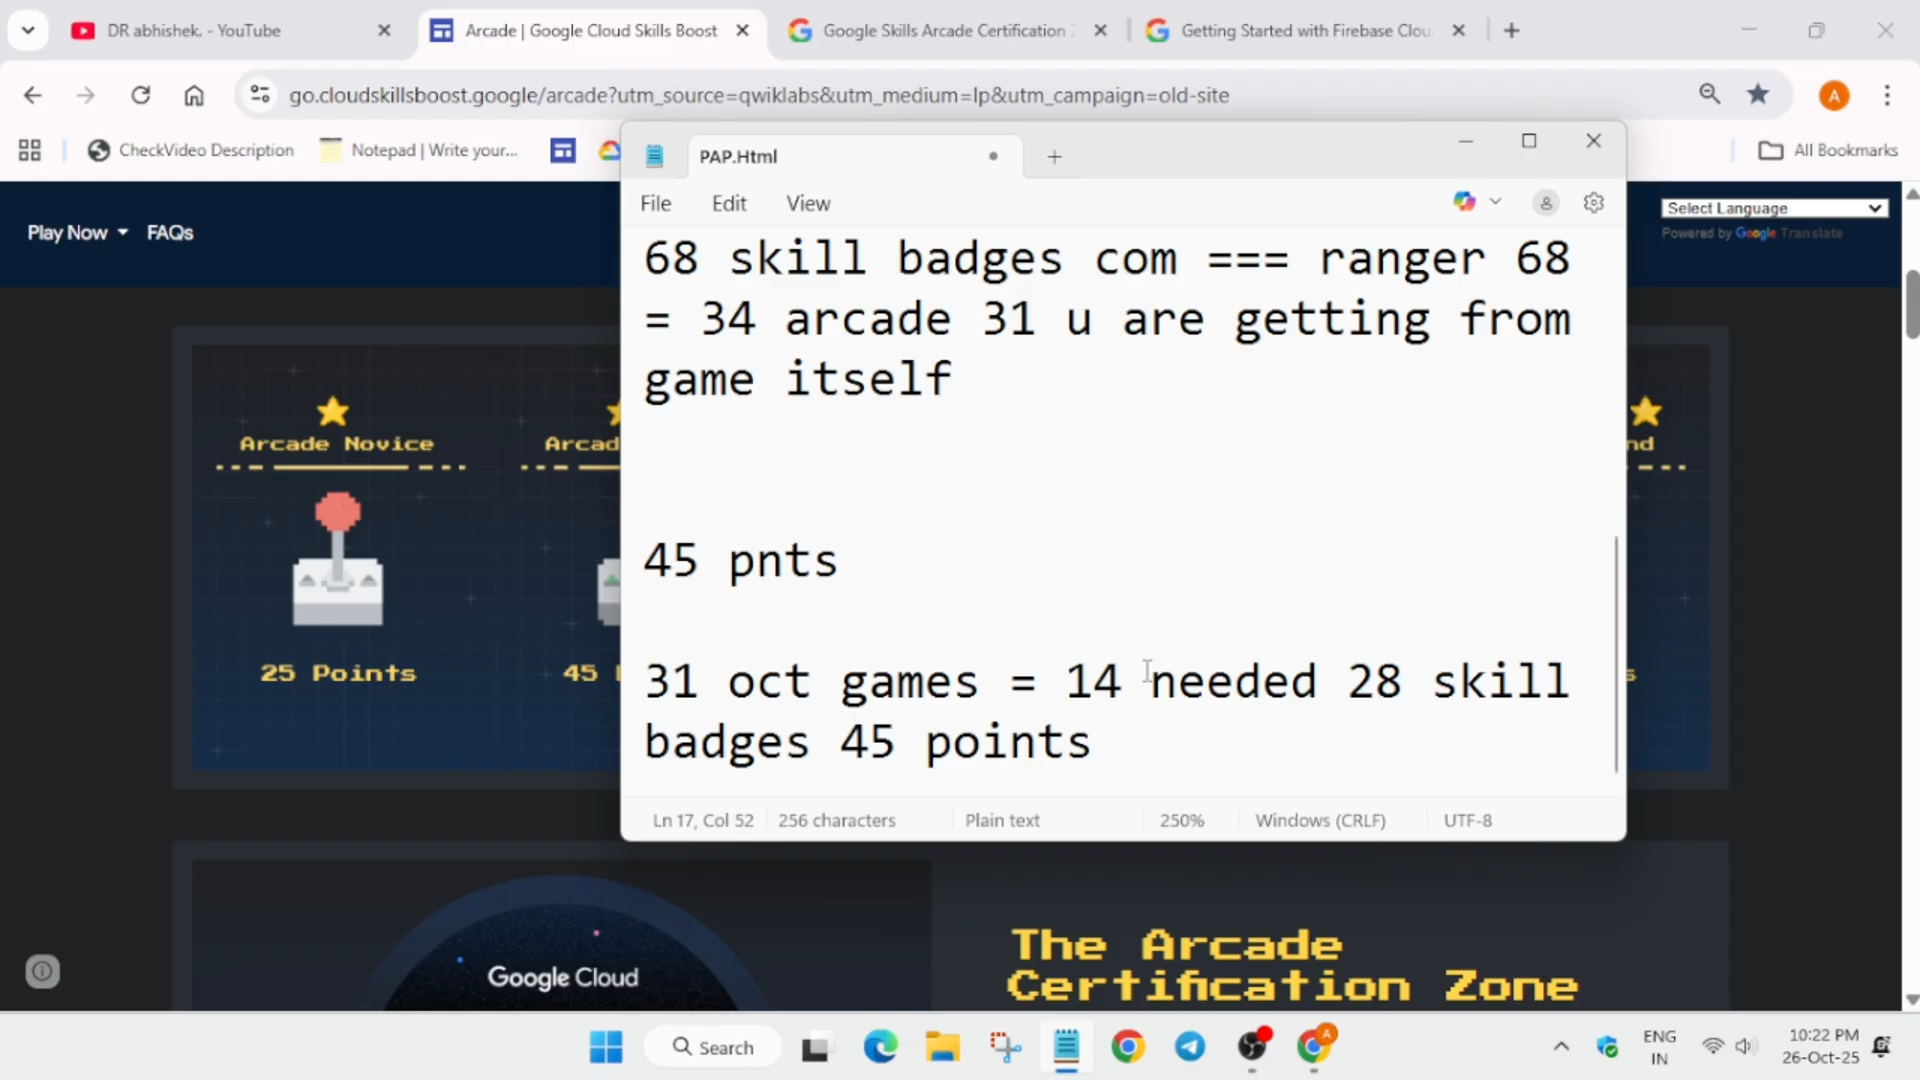 DR abhishek. - YouTube
Arcade | Google Cloud Skills Boost
Google Skills Arcade Certification
Getting Started with Firebase Clou
go.cloudskillsboost.google/arcade?utm_source=qwiklabs&utm_medium=lp&utm_campaign=old-site
A
CheckVideo Description
Notepad | Write your...
All Bookmarks
PAP.Html
File Edit View
Play Now FAQs
Select Language
Powered by Google Translate
68 skill badges com === ranger 68
= 34 arcade 31 u are getting from
game itself
45 pnts
31 oct games = 14 needed 28 skill
badges 45 points
Ln 17, Col 52 256 characters Plain text 250% Windows (CRLF) UTF-8
Arcade Novice
25 Points
Arcad
45
nd
s
Google Cloud
The Arcade
Certification Zone
Search
A
ENG
IN
10:22 PM
26-Oct-25